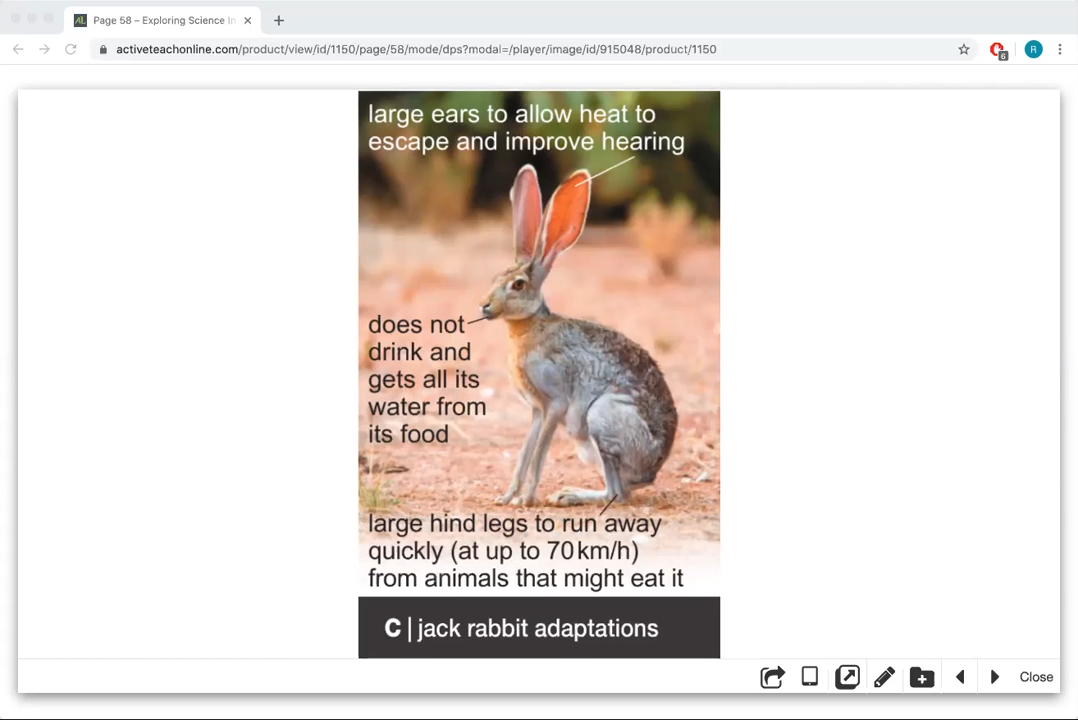 Page 58 – Exploring Science In
activeteachonline.com/product/view/id/1150/page/58/mode/dps?modal=/player/image/id/915048/product/1150
6
R
large ears to allow heat to
escape and improve hearing
does not
drink and
gets all its
water from
its food
large hind legs to run away
quickly (at up to 70 km/h)
from animals that might eat it
C | jack rabbit adaptations
Close